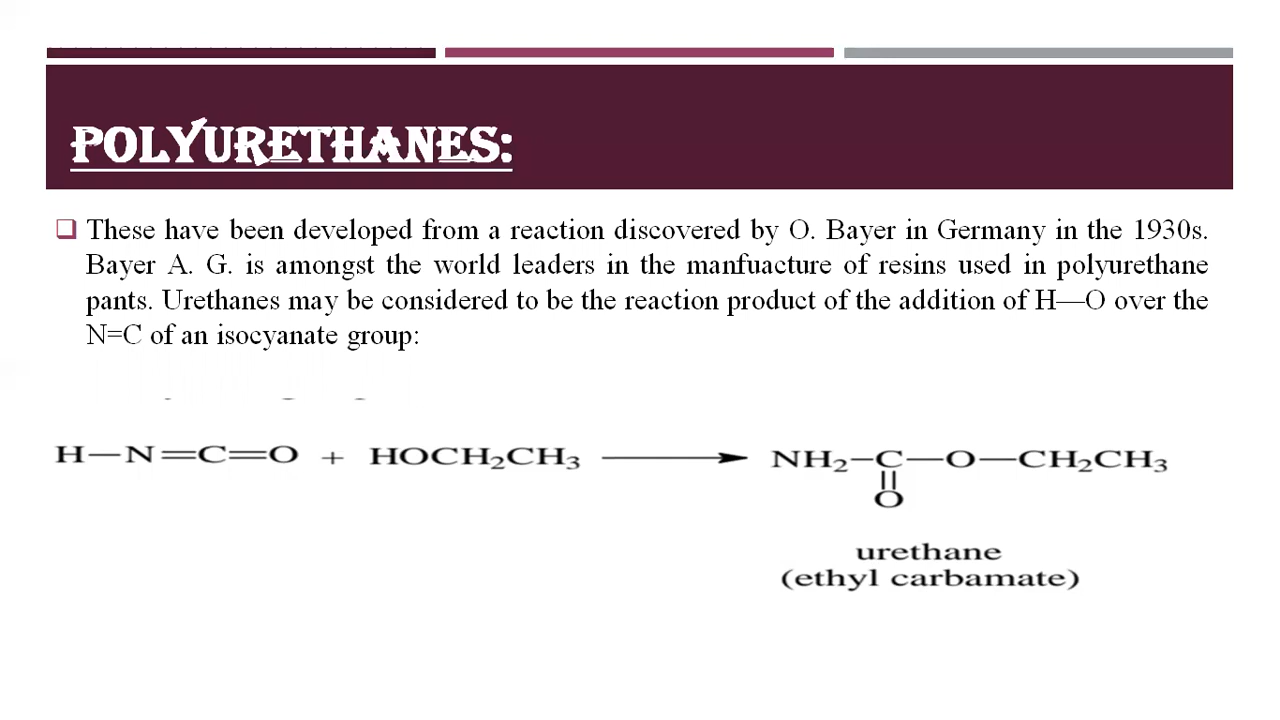 POLYURETHANES:
These have been developed from a reaction discovered by O. Bayer in Germany in the 1930s.
Bayer A. G. is amongst the world leaders in the manfuacture of resins used in polyurethane
pants. Urethanes may be considered to be the reaction product of the addition of H—O over the
N=C of an isocyanate group:
H—N=C=O + HOCH₂CH₃ ⟶ NH₂—C—O—CH₂CH₃
||
O
urethane
(ethyl carbamate)